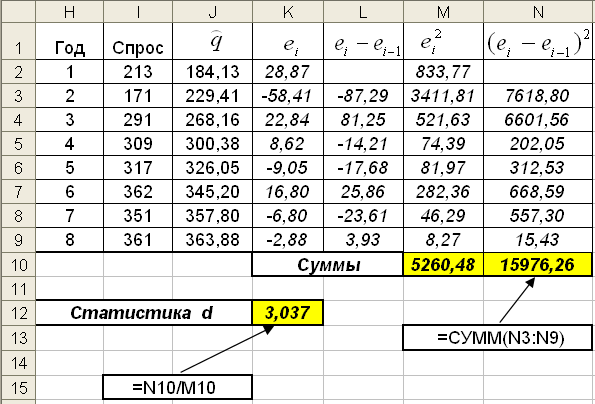 H I J K L M N
1 Год Спрос q̂ eᵢ eᵢ − eᵢ₋₁ eᵢ² (eᵢ − eᵢ₋₁)²
2 1 213 184,13 28,87 833,77
3 2 171 229,41 -58,41 -87,29 3411,81 7618,80
4 3 291 268,16 22,84 81,25 521,63 6601,56
5 4 309 300,38 8,62 -14,21 74,39 202,05
6 5 317 326,05 -9,05 -17,68 81,97 312,53
7 6 362 345,20 16,80 25,86 282,36 668,59
8 7 351 357,80 -6,80 -23,61 46,29 557,30
9 8 361 363,88 -2,88 3,93 8,27 15,43
10 Суммы 5260,48 15976,26
11
12 Статистика d 3,037
13 =СУММ(N3:N9)
14
15 =N10/M10